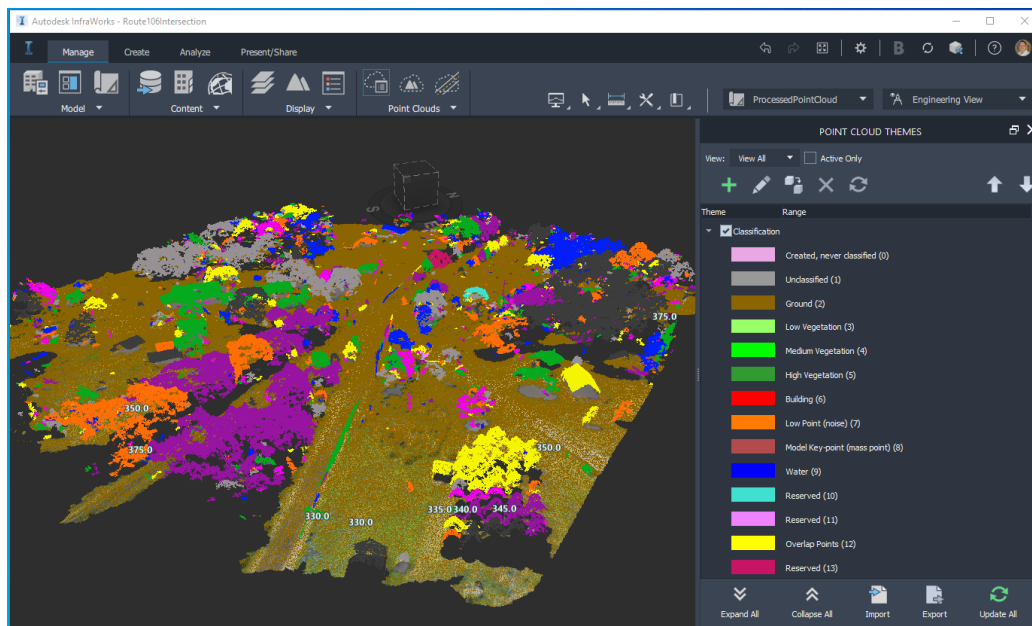 Autodesk InfraWorks - Route106Intersection
Manage Create Analyze Present/Share
Model Content Display Point Clouds
ProcessedPointCloud Engineering View
POINT CLOUD THEMES
View: View All Active Only
Theme Range
Classification
Created, never classified (0)
Unclassified (1)
Ground (2)
Low Vegetation (3)
Medium Vegetation (4)
High Vegetation (5)
Building (6)
Low Point (noise) (7)
Model Key-point (mass point) (8)
Water (9)
Reserved (10)
Reserved (11)
Overlap Points (12)
Reserved (13)
Expand All Collapse All Import Export Update All
S N E
375.0
350.0
375.0
350.0
330.0 330.0 335.0 340.0 345.0